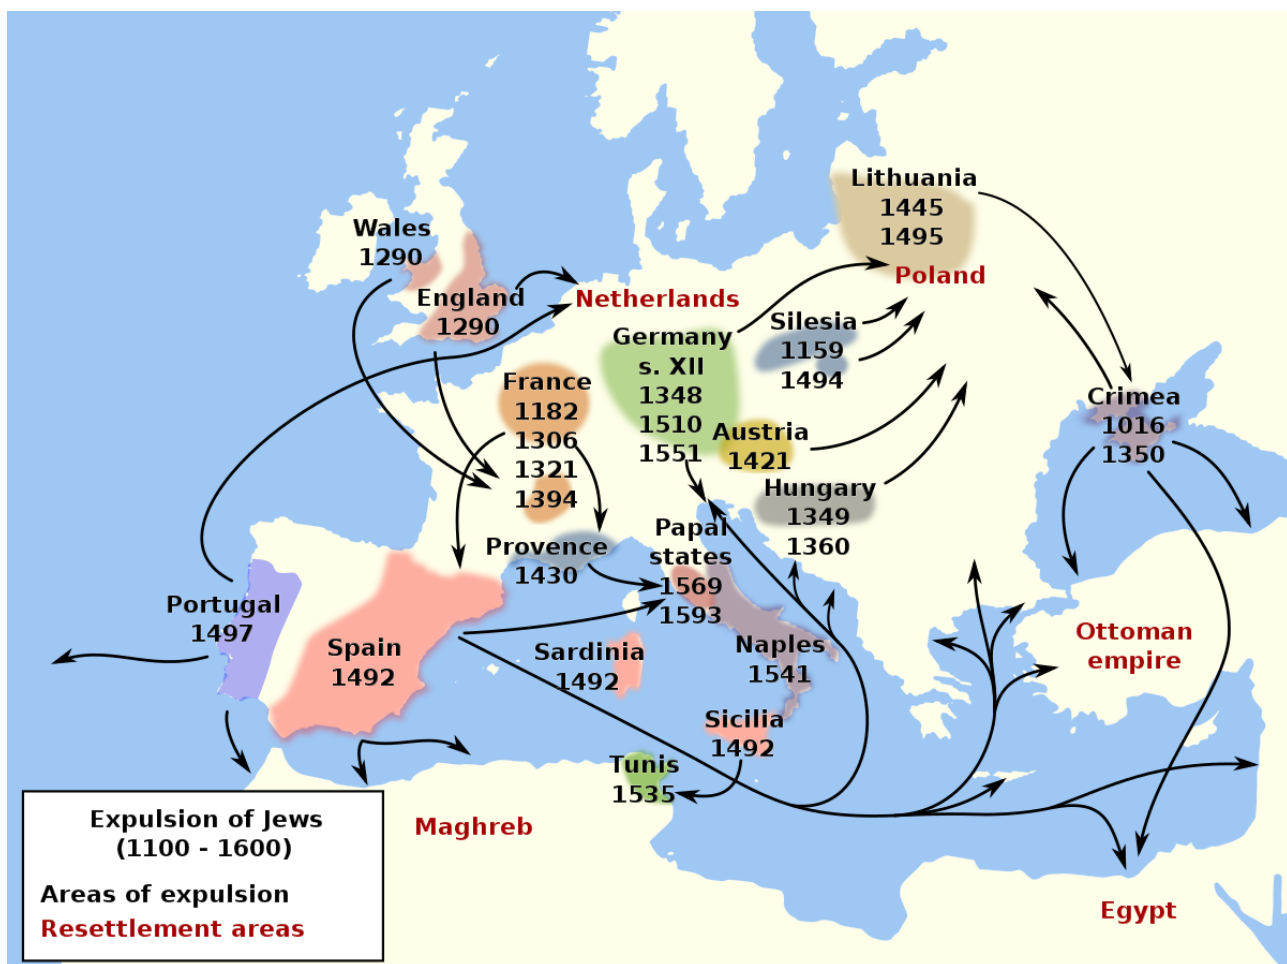 Lithuania
1445
1495
Wales
1290
Poland
England
1290
Netherlands
Silesia
1159
1494
Germany
s. XII
1348
1510
1551
France
1182
1306
1321
1394
Crimea
1016
1350
Austria
1421
Hungary
1349
1360
Papal
states
1569
1593
Provence
1430
Portugal
1497
Spain
1492
Sardinia
1492
Naples
1541
Ottoman
empire
Sicilia
1492
Tunis
1535
Maghreb
Egypt
Expulsion of Jews
(1100 - 1600)
Areas of expulsion
Resettlement areas